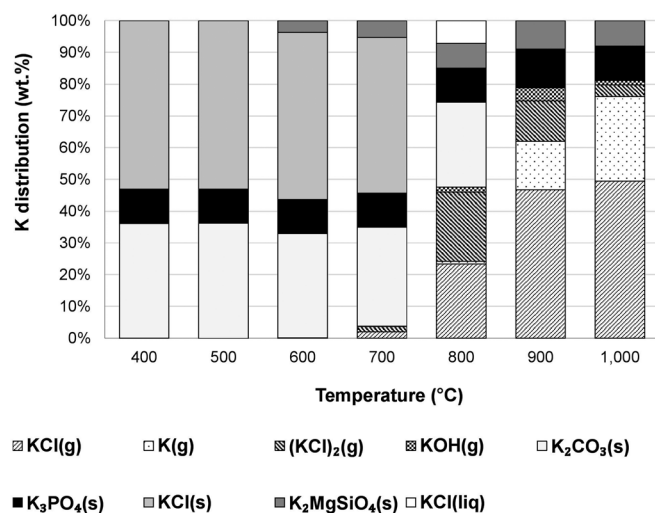 100%
90%
80%
70%
60%
50%
40%
30%
20%
10%
0%
K distribution (wt.%)
400 500 600 700 800 900 1,000
Temperature (°C)
KCl(g) K(g) (KCl)₂(g) KOH(g) K₂CO₃(s)
K₃PO₄(s) KCl(s) K₂MgSiO₄(s) KCl(liq)